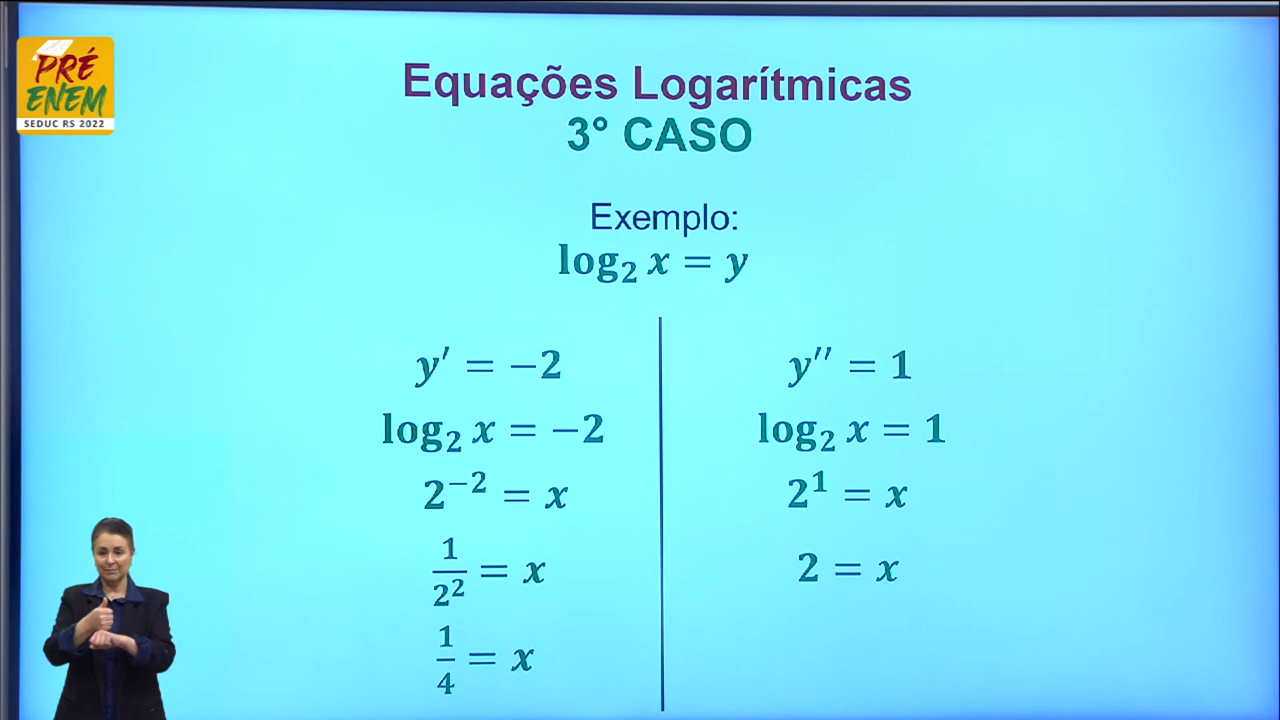 PRÉ
ENEM
SEDUC RS 2022
Equações Logarítmicas
3° CASO
Exemplo:
log₂ x = y
y′ = −2
log₂ x = −2
2⁻² = x
1/2² = x
1/4 = x
y′′ = 1
log₂ x = 1
2¹ = x
2 = x